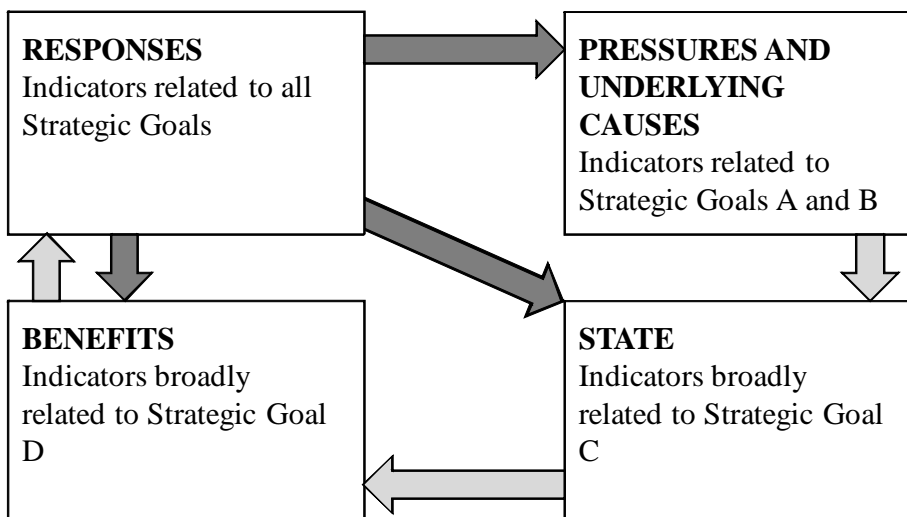 RESPONSES
Indicators related to all
Strategic Goals
PRESSURES AND
UNDERLYING
CAUSES
Indicators related to
Strategic Goals A and B
BENEFITS
Indicators broadly
related to Strategic Goal
D
STATE
Indicators broadly
related to Strategic Goal
C